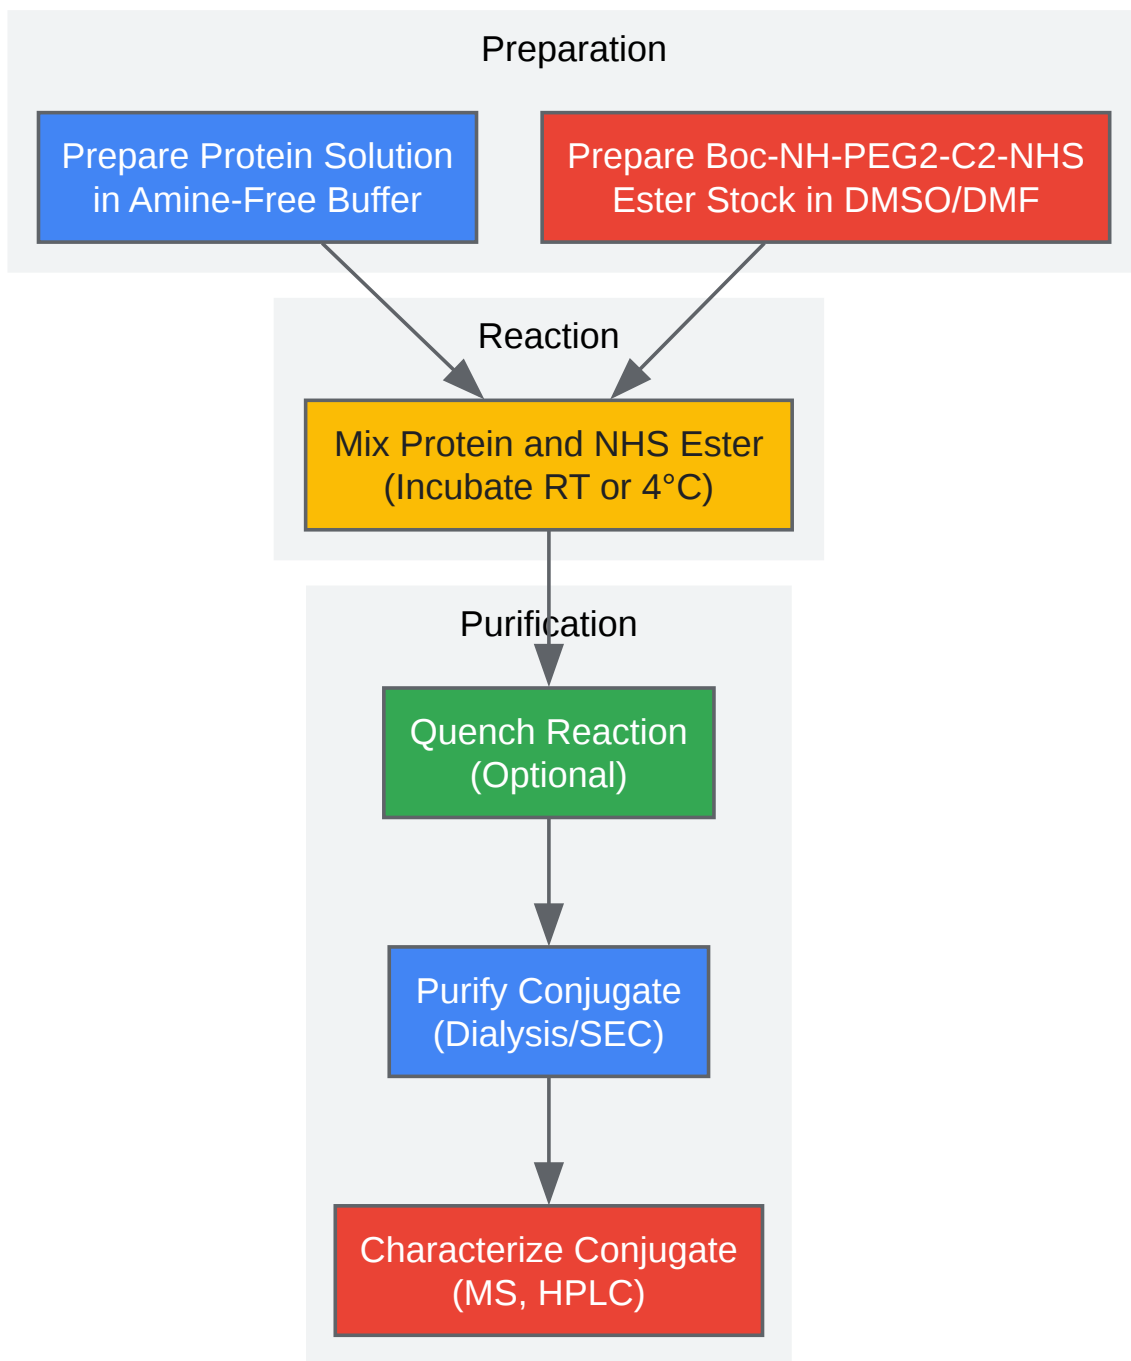 Preparation
Prepare Protein Solution
in Amine-Free Buffer
Prepare Boc-NH-PEG2-C2-NHS
Ester Stock in DMSO/DMF
Reaction
Mix Protein and NHS Ester
(Incubate RT or 4°C)
Purification
Quench Reaction
(Optional)
Purify Conjugate
(Dialysis/SEC)
Characterize Conjugate
(MS, HPLC)